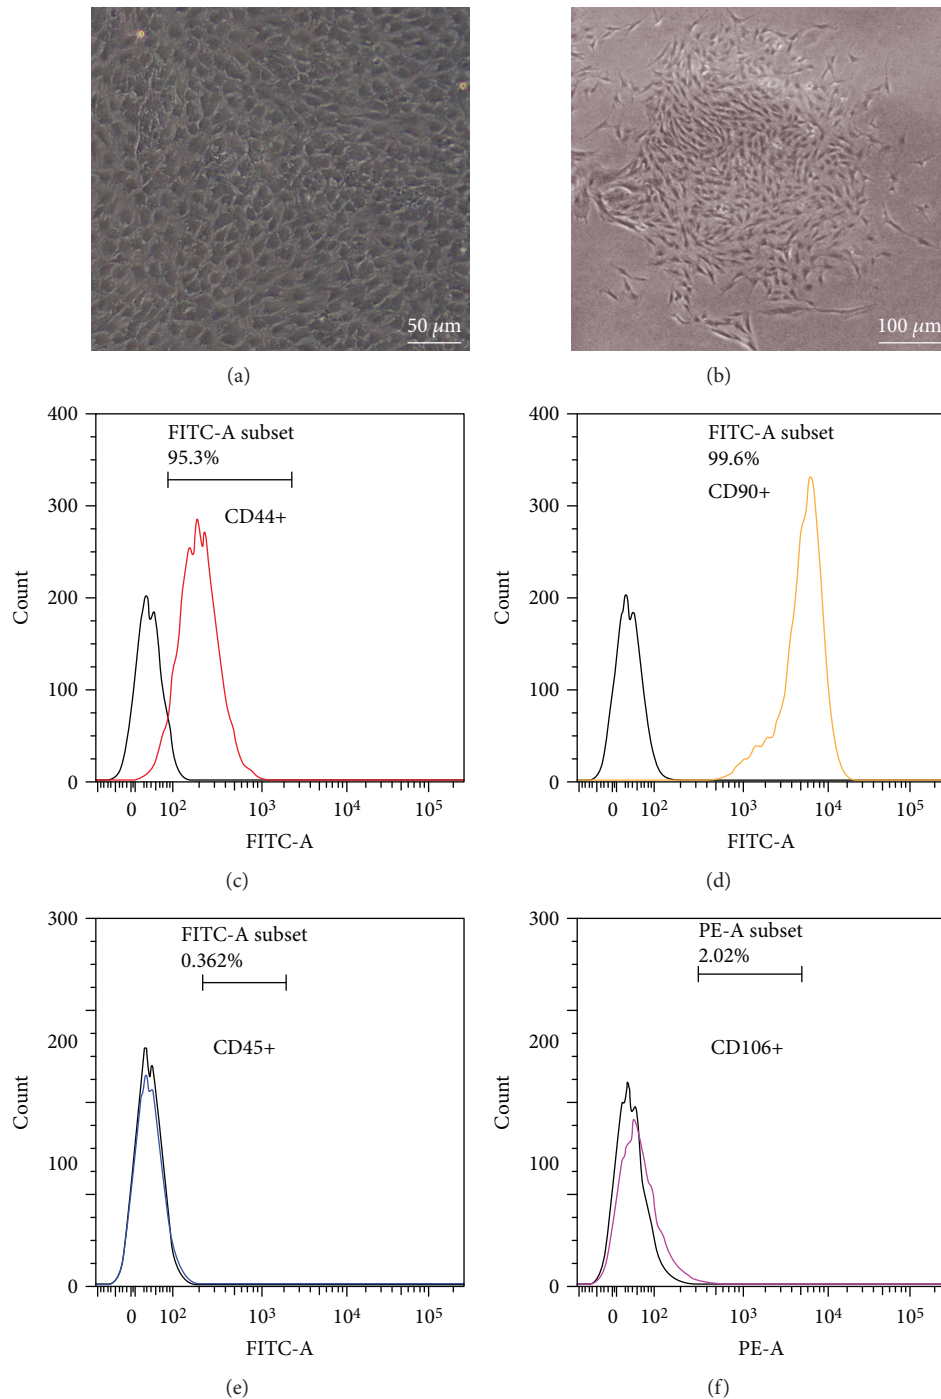 50 μm
100 μm
(a)
(b)
400
300
200
100
0
Count
FITC-A subset
95.3%
CD44+
0 10² 10³ 10⁴ 10⁵
FITC-A
(c)
400
300
200
100
0
Count
FITC-A subset
99.6%
CD90+
0 10² 10³ 10⁴ 10⁵
FITC-A
(d)
300
200
100
0
Count
FITC-A subset
0.362%
CD45+
0 10² 10³ 10⁴ 10⁵
FITC-A
(e)
300
200
100
0
Count
PE-A subset
2.02%
CD106+
0 10² 10³ 10⁴ 10⁵
PE-A
(f)